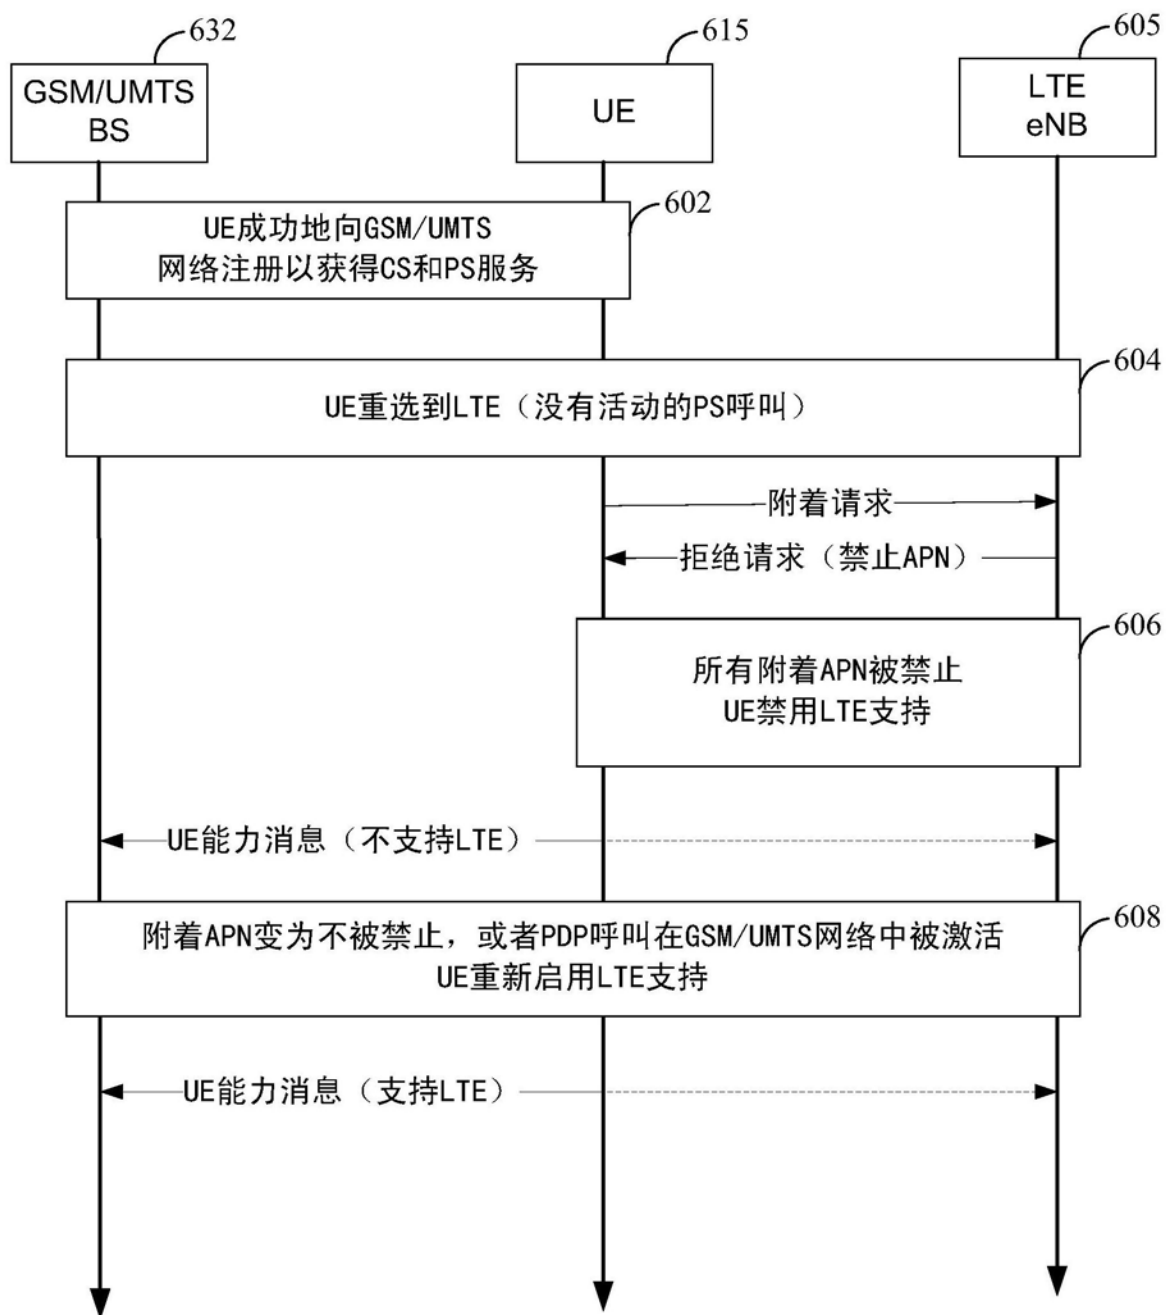 632
615
605
GSM/UMTS
BS
UE
LTE
eNB
602
UE成功地向GSM/UMTS
网络注册以获得CS和PS服务
604
UE重选到LTE（没有活动的PS呼叫）
附着请求
拒绝请求（禁止APN）
606
所有附着APN被禁止
UE禁用LTE支持
UE能力消息（不支持LTE）
608
附着APN变为不被禁止，或者PDP呼叫在GSM/UMTS网络中被激活
UE重新启用LTE支持
UE能力消息（支持LTE）